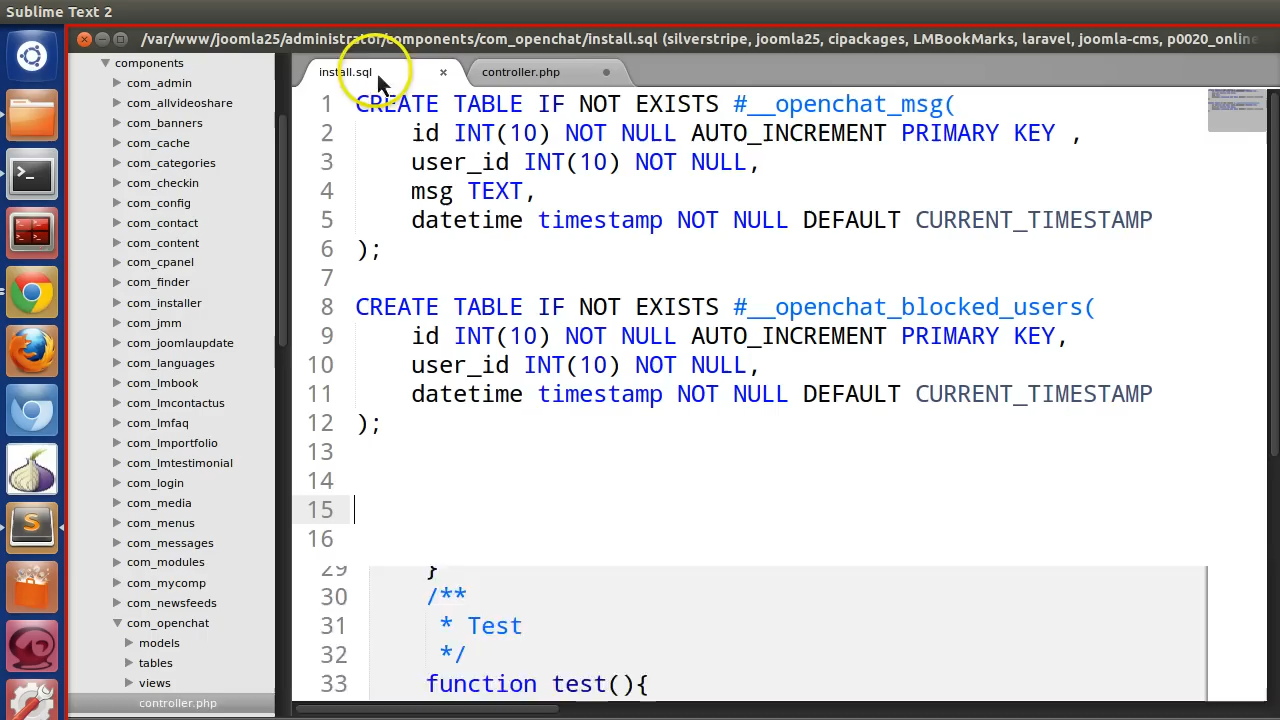 Sublime Text 2
/var/www/joomla25/administrator/components/com_openchat/install.sql (silverstripe, joomla25, cipackages, LMBookMarks, laravel, joomla-cms, p0020_online
components
com_admin
com_allvideoshare
com_banners
com_cache
com_categories
com_checkin
com_config
com_contact
com_content
com_cpanel
com_finder
com_installer
com_jmm
com_joomlaupdate
com_languages
com_lmbook
com_lmcontactus
com_lmfaq
com_lmportfolio
com_lmtestimonial
com_login
com_media
com_menus
com_messages
com_modules
com_mycomp
com_newsfeeds
com_openchat
models
tables
views
controller.php
install.sql
controller.php
1 CREATE TABLE IF NOT EXISTS #__openchat_msg(
2 id INT(10) NOT NULL AUTO_INCREMENT PRIMARY KEY ,
3 user_id INT(10) NOT NULL,
4 msg TEXT,
5 datetime timestamp NOT NULL DEFAULT CURRENT_TIMESTAMP
6 );
7
8 CREATE TABLE IF NOT EXISTS #__openchat_blocked_users(
9 id INT(10) NOT NULL AUTO_INCREMENT PRIMARY KEY,
10 user_id INT(10) NOT NULL,
11 datetime timestamp NOT NULL DEFAULT CURRENT_TIMESTAMP
12 );
13
14
15
16
29 }
30 /**
31 * Test
32 */
33 function test(){